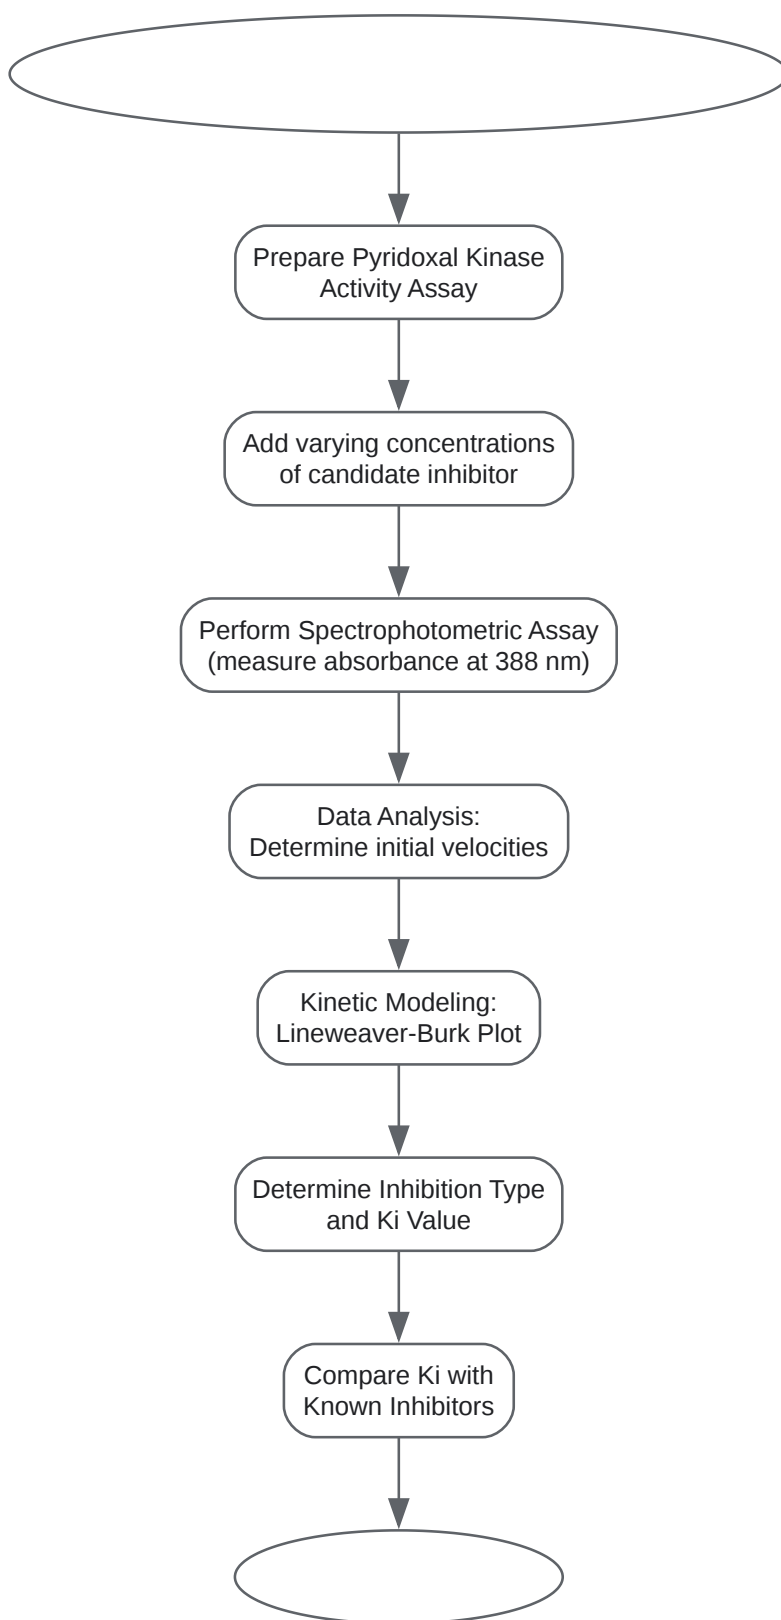 Prepare Pyridoxal Kinase
Activity Assay
Add varying concentrations
of candidate inhibitor
Perform Spectrophotometric Assay
(measure absorbance at 388 nm)
Data Analysis:
Determine initial velocities
Kinetic Modeling:
Lineweaver-Burk Plot
Determine Inhibition Type
and Ki Value
Compare Ki with
Known Inhibitors